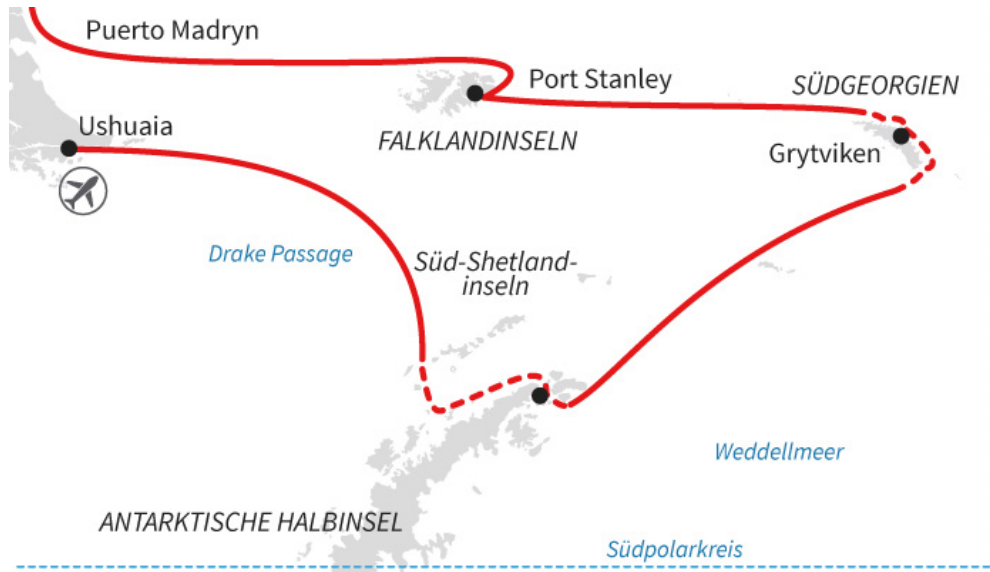 Puerto Madryn
Port Stanley
SÜDGEORGIEN
Ushuaia
FALKLANDINSELN
Grytviken
Drake Passage
Süd-Shetland-
inseln
Weddellmeer
ANTARKTISCHE HALBINSEL
Südpolarkreis